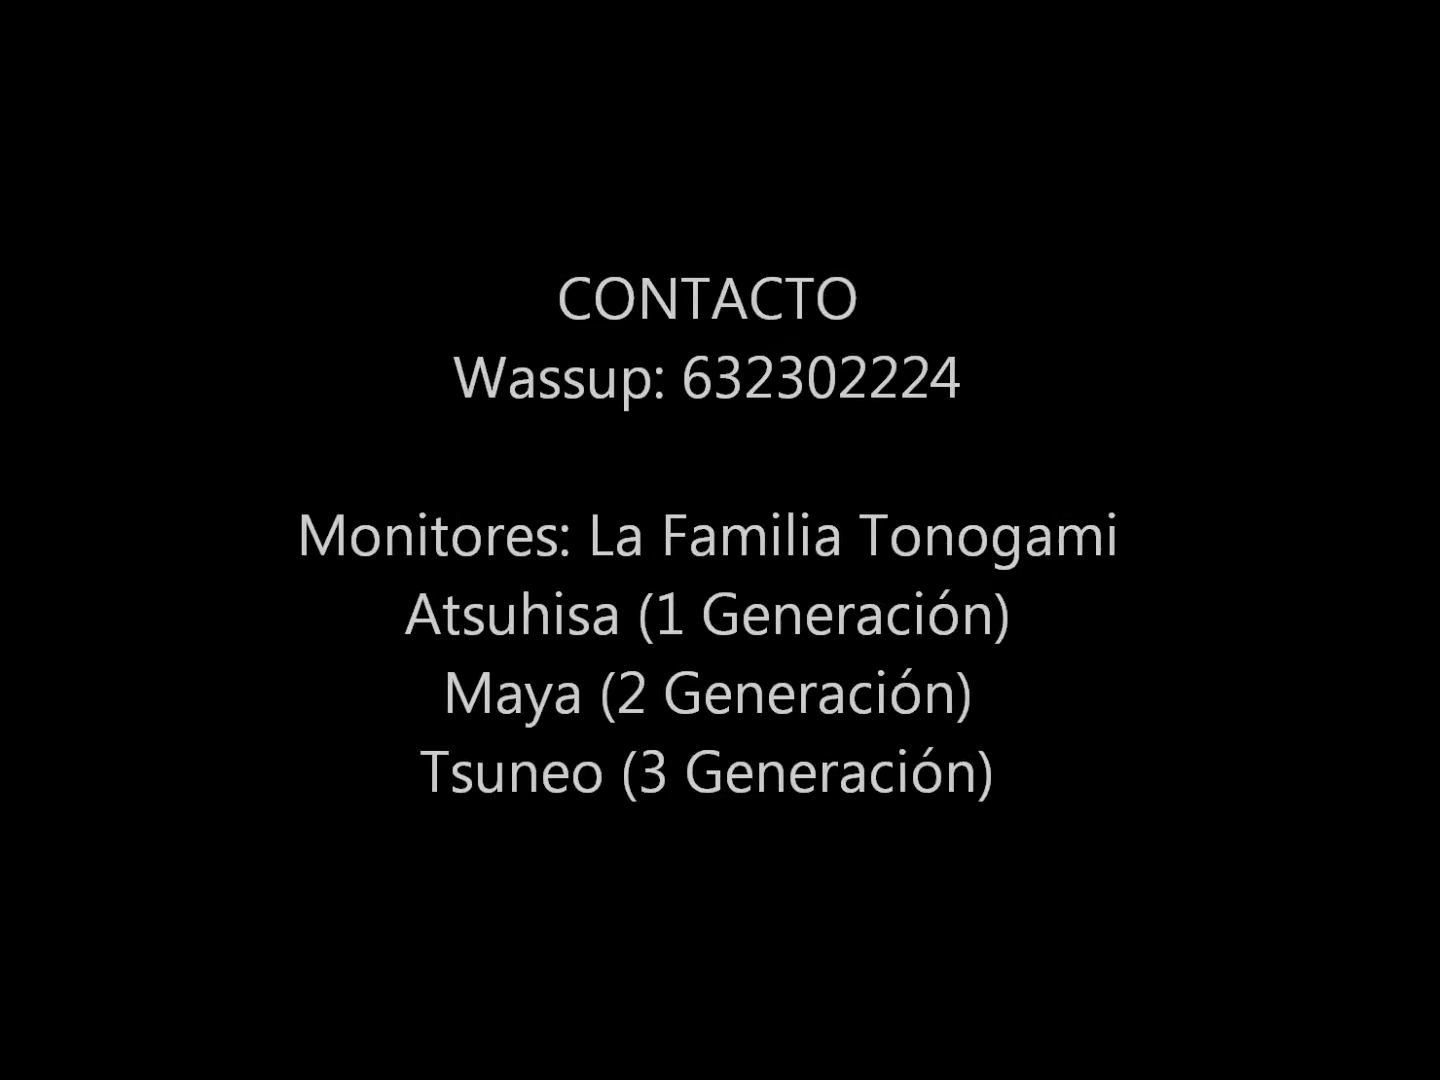 CONTACTO
Wassup: 632302224
Monitores: La Familia Tonogami
Atsuhisa (1 Generación)
Maya (2 Generación)
Tsuneo (3 Generación)